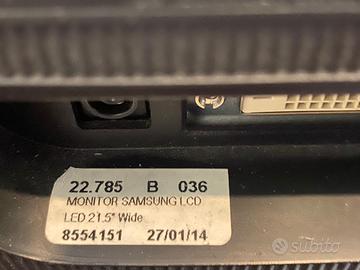 22.785 B 036
MONITOR SAMSUNG LCD
LED 21.5" Wide
8554151 27/01/14
subito